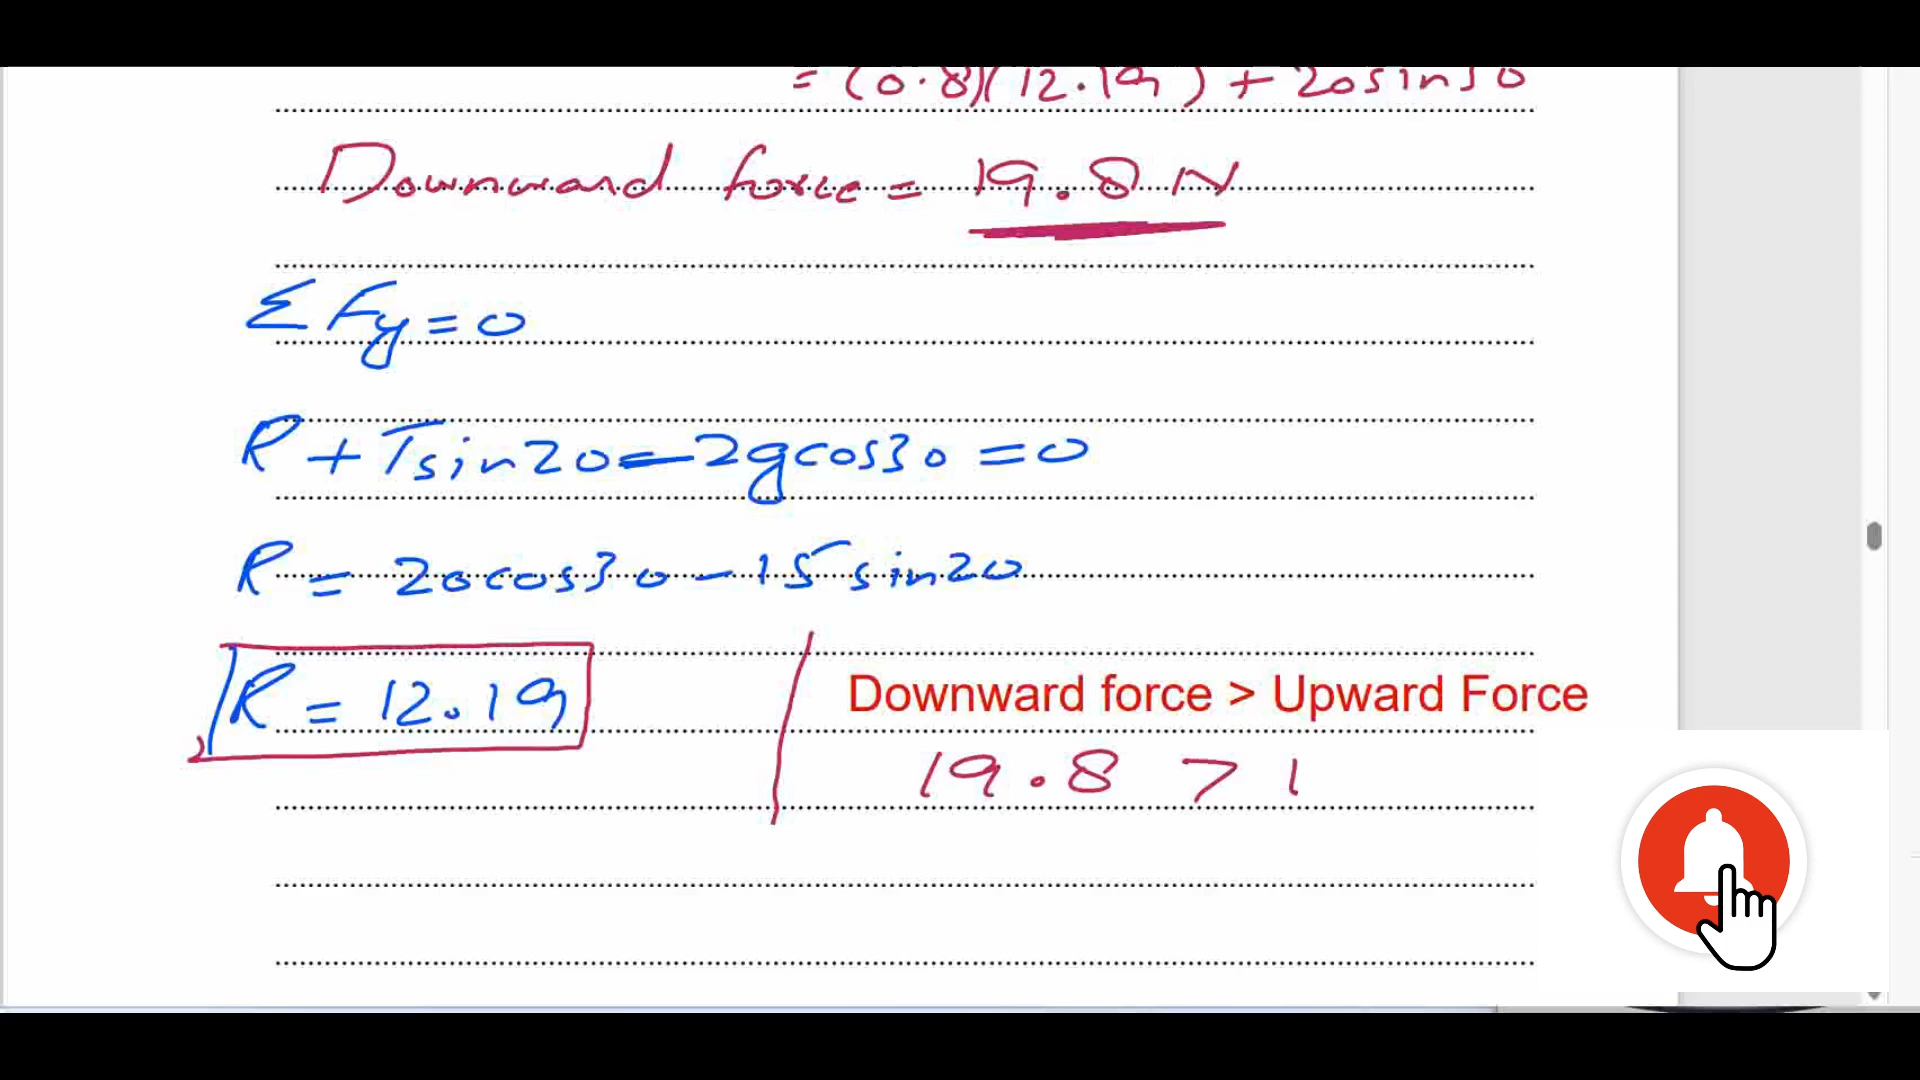 = (0.8)(12.19) + 20sin30
Downward force = 19.8 N
ΣFy = 0
R + Tsin20 - 2gcos30 = 0
R = 20cos30 - 15sin20
R = 12.19
Downward force > Upward Force
19.8 > 1